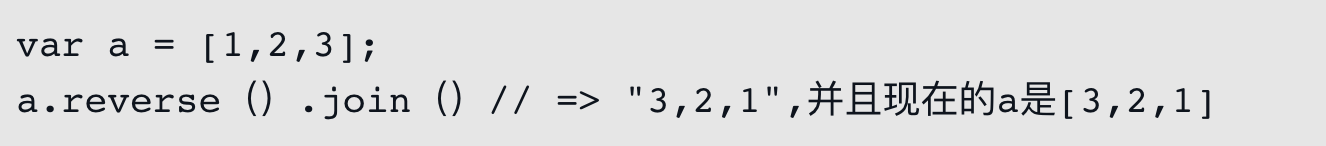 var a = [1,2,3];
a.reverse () .join () // => "3,2,1",并且现在的a是[3,2,1]